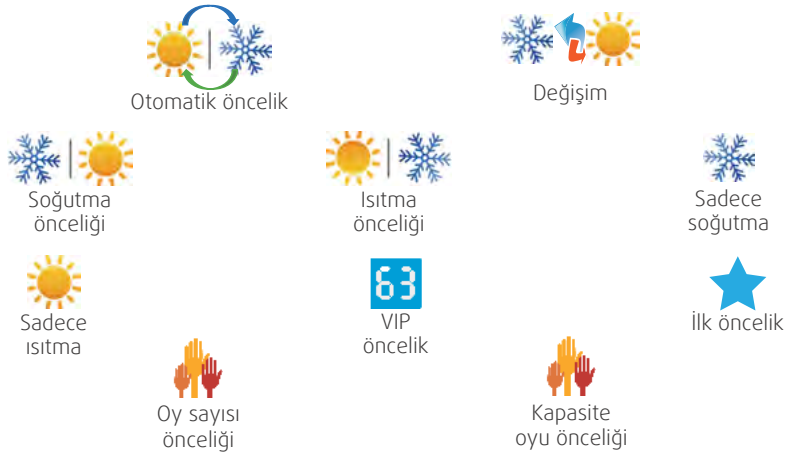 Otomatik öncelik
Değişim
Soğutma
önceliği
Isıtma
önceliği
Sadece
soğutma
Sadece
ısıtma
63
VIP
öncelik
İlk öncelik
Oy sayısı
önceliği
Kapasite
oyu önceliği